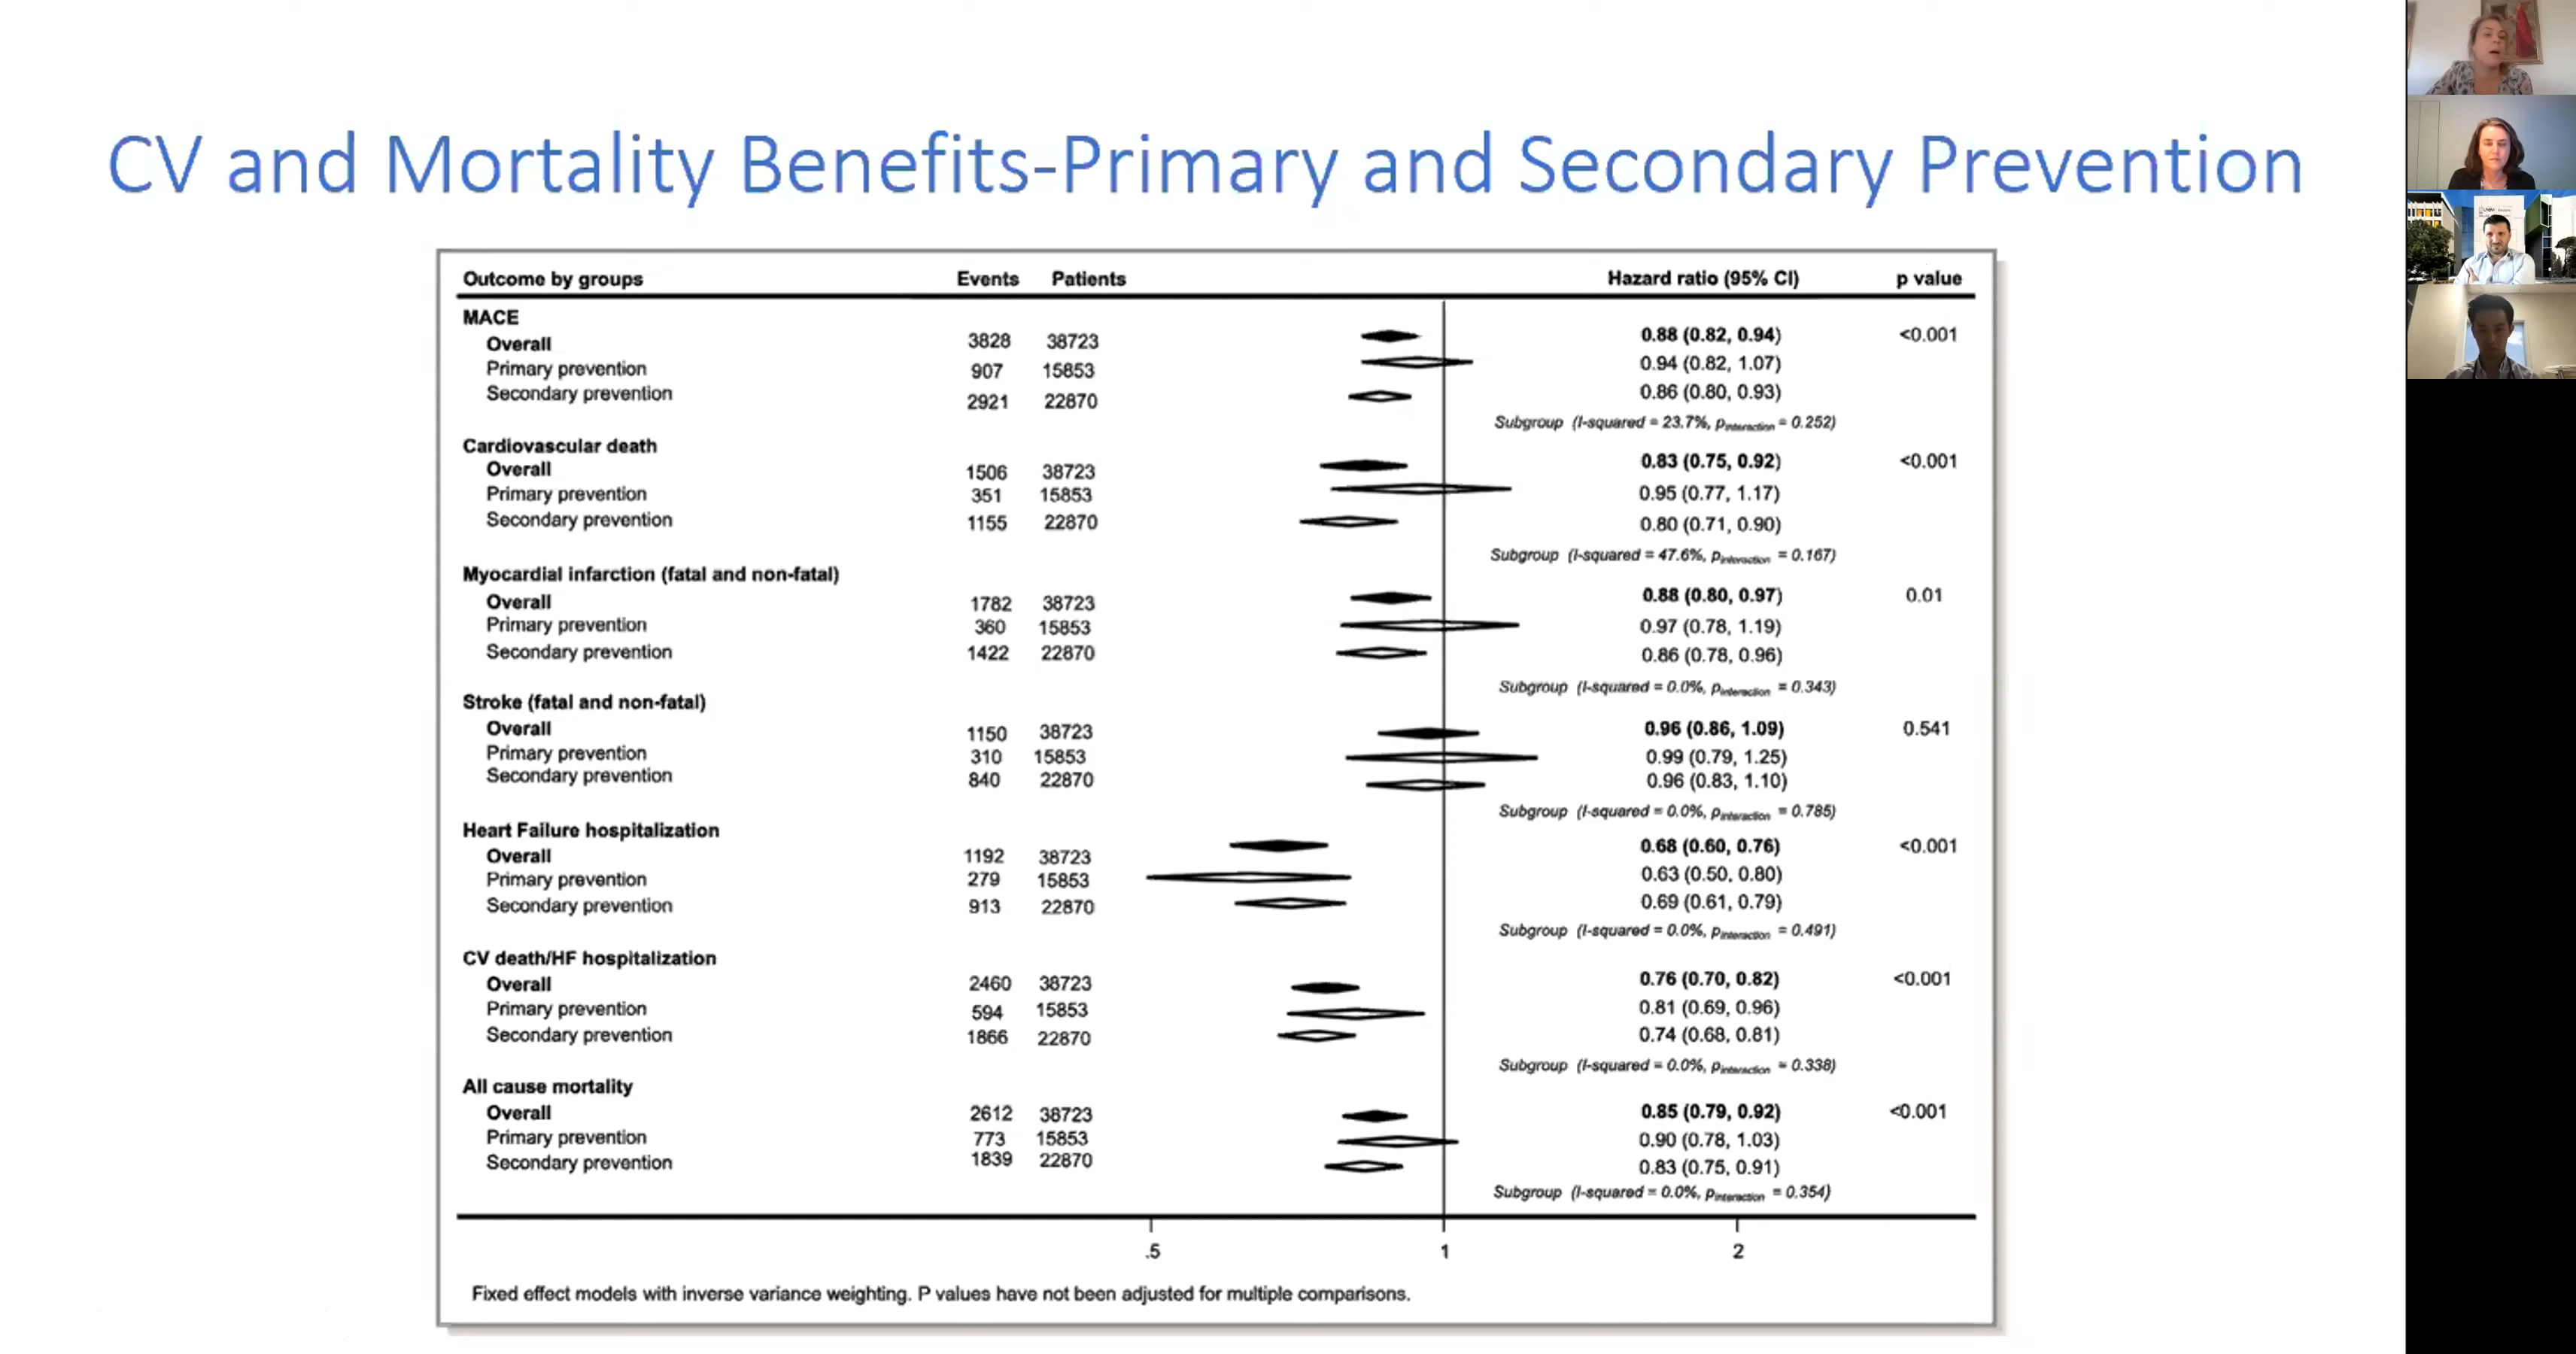 CV and Mortality Benefits-Primary and Secondary Prevention
Outcome by groups Events Patients Hazard ratio (95% CI) p value
MACE
Overall 3828 38723 0.88 (0.82, 0.94) <0.001
Primary prevention 907 15853 0.94 (0.82, 1.07)
Secondary prevention 2921 22870 0.86 (0.80, 0.93)
Subgroup (I-squared = 23.7%, pinteraction = 0.252)
Cardiovascular death
Overall 1506 38723 0.83 (0.75, 0.92) <0.001
Primary prevention 351 15853 0.95 (0.77, 1.17)
Secondary prevention 1155 22870 0.80 (0.71, 0.90)
Subgroup (I-squared = 47.6%, pinteraction = 0.167)
Myocardial infarction (fatal and non-fatal)
Overall 1782 38723 0.88 (0.80, 0.97) 0.01
Primary prevention 360 15853 0.97 (0.78, 1.19)
Secondary prevention 1422 22870 0.86 (0.78, 0.96)
Subgroup (I-squared = 0.0%, pinteraction = 0.343)
Stroke (fatal and non-fatal)
Overall 1150 38723 0.96 (0.86, 1.09) 0.541
Primary prevention 310 15853 0.99 (0.79, 1.25)
Secondary prevention 840 22870 0.96 (0.83, 1.10)
Subgroup (I-squared = 0.0%, pinteraction = 0.785)
Heart Failure hospitalization
Overall 1192 38723 0.68 (0.60, 0.76) <0.001
Primary prevention 279 15853 0.63 (0.50, 0.80)
Secondary prevention 913 22870 0.69 (0.61, 0.79)
Subgroup (I-squared = 0.0%, pinteraction = 0.491)
CV death/HF hospitalization
Overall 2460 38723 0.76 (0.70, 0.82) <0.001
Primary prevention 594 15853 0.81 (0.69, 0.96)
Secondary prevention 1866 22870 0.74 (0.68, 0.81)
Subgroup (I-squared = 0.0%, pinteraction = 0.338)
All cause mortality
Overall 2612 38723 0.85 (0.79, 0.92) <0.001
Primary prevention 773 15853 0.90 (0.78, 1.03)
Secondary prevention 1839 22870 0.83 (0.75, 0.91)
Subgroup (I-squared = 0.0%, pinteraction = 0.354)
.5 1 2
Fixed effect models with inverse variance weighting. P values have not been adjusted for multiple comparisons.